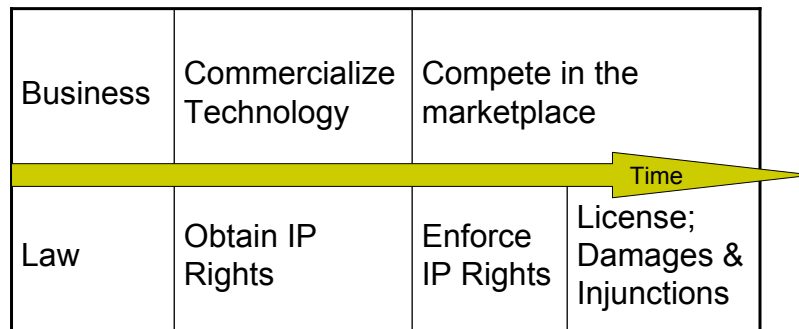 Business
Commercialize
Technology
Compete in the
marketplace
Time
Law
Obtain IP
Rights
Enforce
IP Rights
License;
Damages &
Injunctions